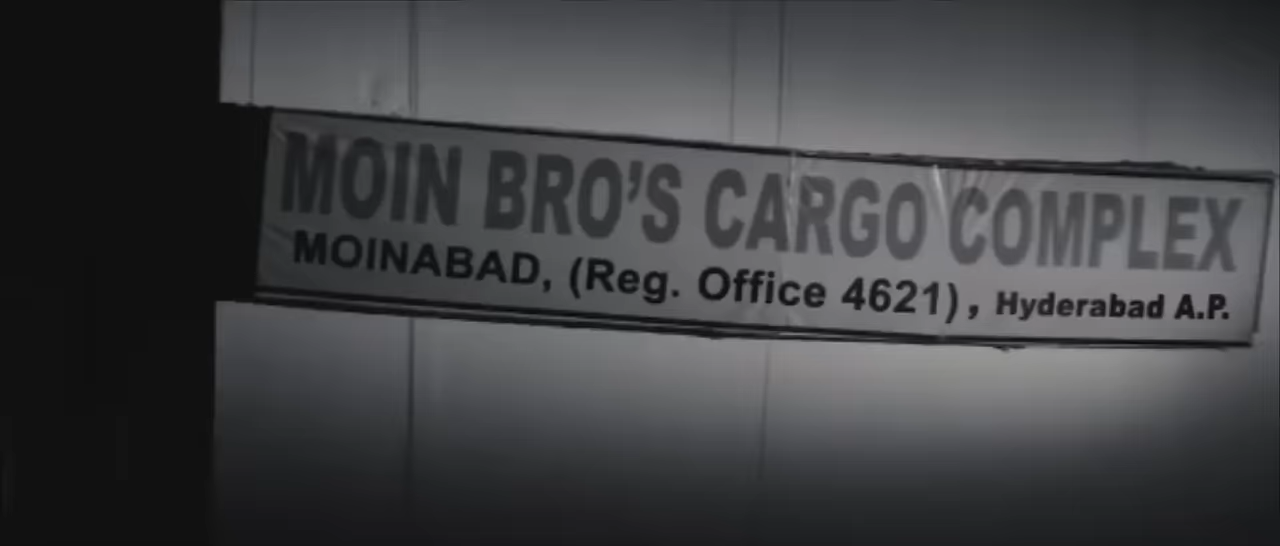 MOIN BRO'S CARGO COMPLEX
MOINABAD, (Reg. Office 4621), Hyderabad A.P.